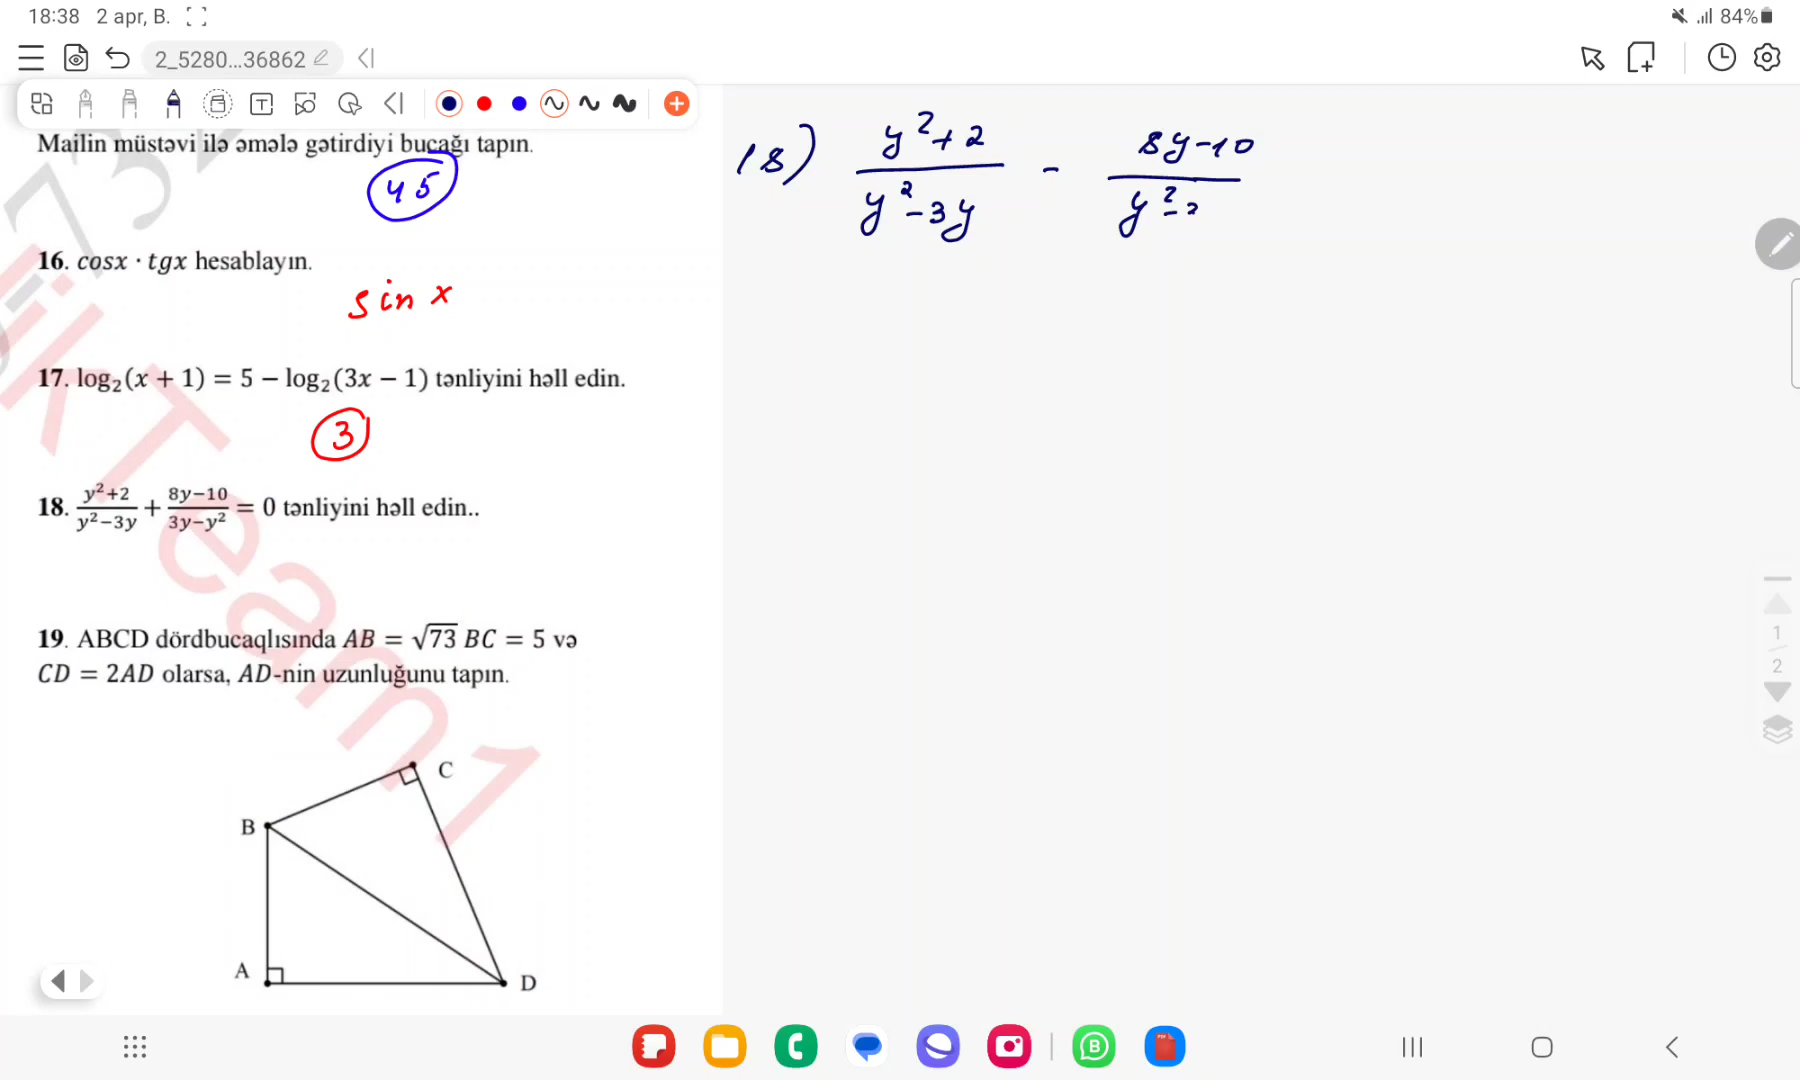 18:38 2 apr, B.
84%
2_5280...36862
Mailin müstəvi ilə əmələ gətirdiyi bucağı tapın.
45
16. cosx · tgx hesablayın.
sin x
17. log₂(x + 1) = 5 − log₂(3x − 1) tənliyini həll edin.
3
18. (y²+2)/(y²−3y) + (8y−10)/(3y−y²) = 0 tənliyini həll edin..
19. ABCD dördbucaqlısında AB = √73 BC = 5 və
CD = 2AD olarsa, AD-nin uzunluğunu tapın.
C
B
A
D
18) (y²+2)/(y²-3y) - (8y-10)/(y²-
1
2
ikTeam1